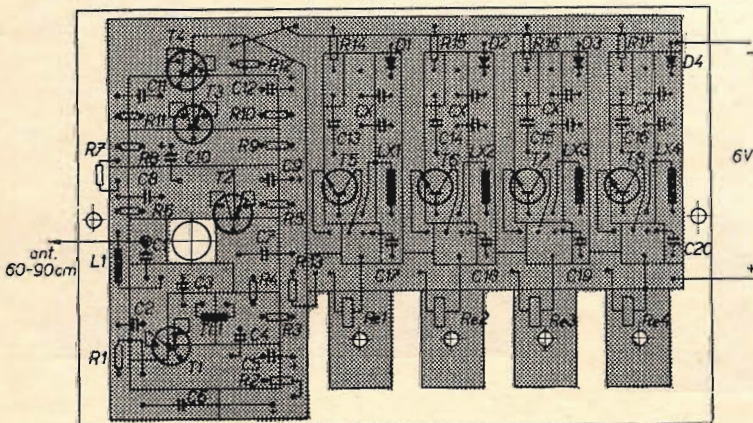 T4
R14 D1 R15 D2 R16 D3 D4
R12
C11 T3 C12
R11 R10 CX CX CX CX
C10 C13 C14 C15 C16
R7 R8 R9
C8 T2 C9 T5 LX1 T6 LX2 T7 LX3 T8 LX4
R6 R5
6V
ant.
60-90cm
C1 C7
L1 C3 R4 R13 C17 C18 C19 C20
C2 R3 Re1 Re2 Re3 Re4
C4
R1 T1 C5
R2
C6
- 
+